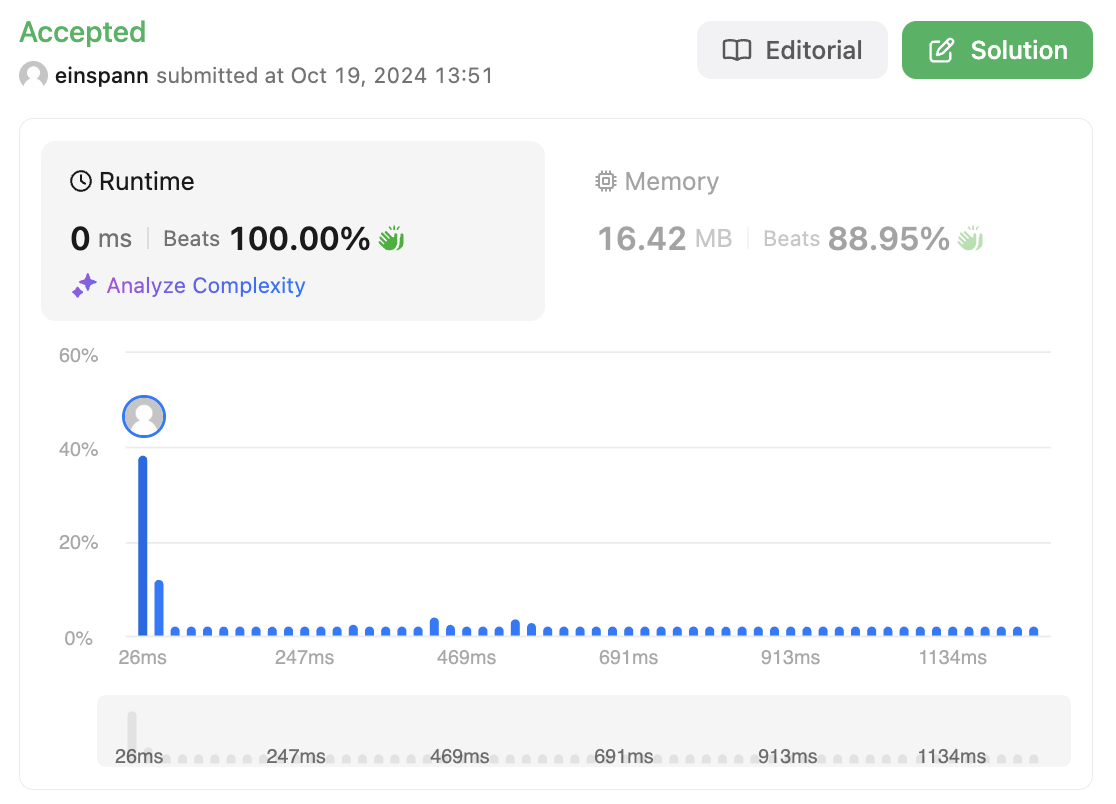 Accepted
einspann submitted at Oct 19, 2024 13:51
Editorial
Solution
Runtime
0 ms Beats 100.00%
Analyze Complexity
Memory
16.42 MB Beats 88.95%
60%
40%
20%
0%
26ms 247ms 469ms 691ms 913ms 1134ms
26ms 247ms 469ms 691ms 913ms 1134ms